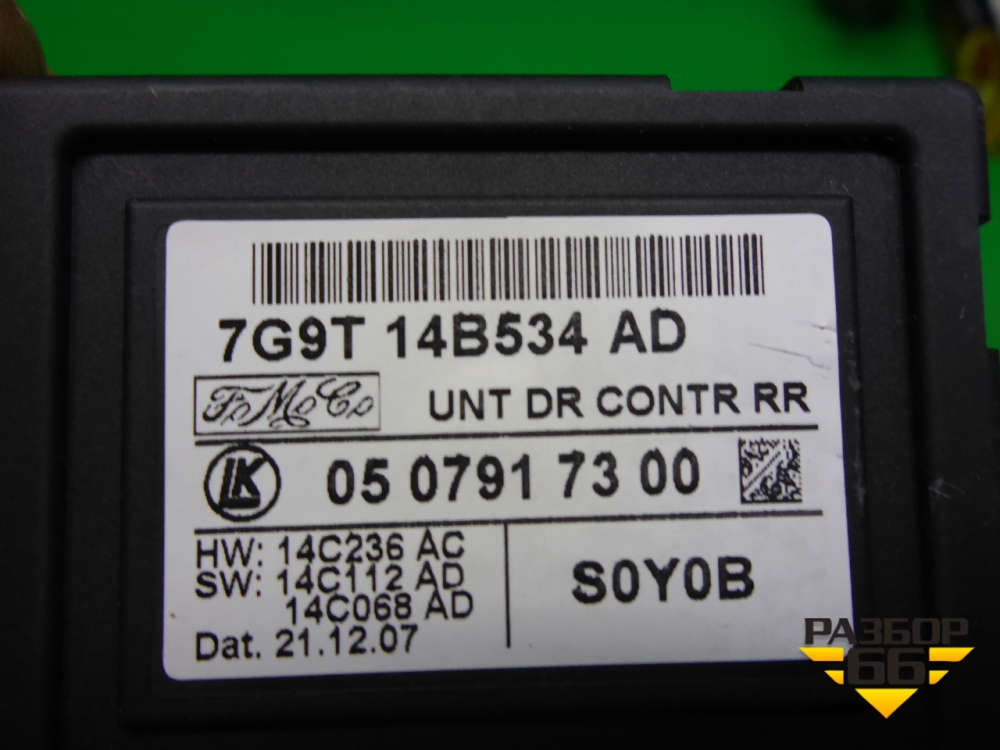 7G9T 14B534 AD
FoMoCo
UNT DR CONTR RR
LK
05 0791 73 00
HW: 14C236 AC
SW: 14C112 AD
14C068 AD
Dat. 21.12.07
S0Y0B
РАЗБОР
66